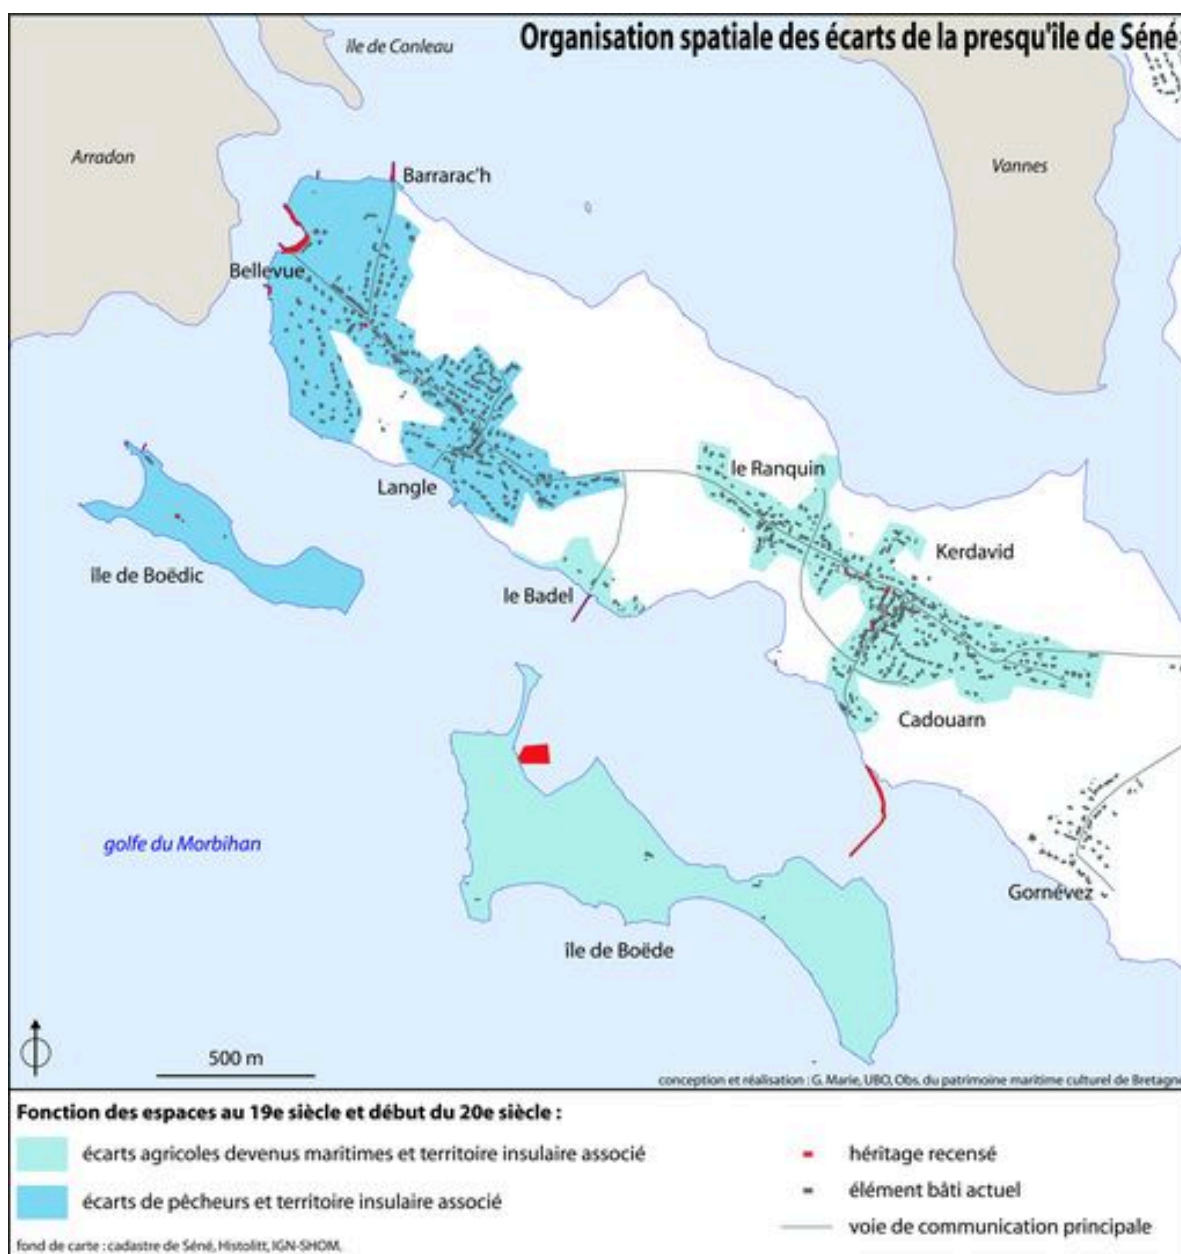 Organisation spatiale des écarts de la presqu'île de Séné
île de Conleau
Arradon
Vannes
Barrarac'h
Bellevue
le Ranquin
Langle
Kerdavid
île de Boëdic
le Badel
Cadouarn
golfe du Morbihan
Gornévez
île de Boëde
500 m
conception et réalisation : G. Marie, UBO, Obs. du patrimoine maritime culturel de Bretagne
Fonction des espaces au 19e siècle et début du 20e siècle :
écarts agricoles devenus maritimes et territoire insulaire associé
héritage recensé
écarts de pêcheurs et territoire insulaire associé
élément bâti actuel
voie de communication principale
fond de carte : cadastre de Séné, Histolitt, IGN-SHOM,